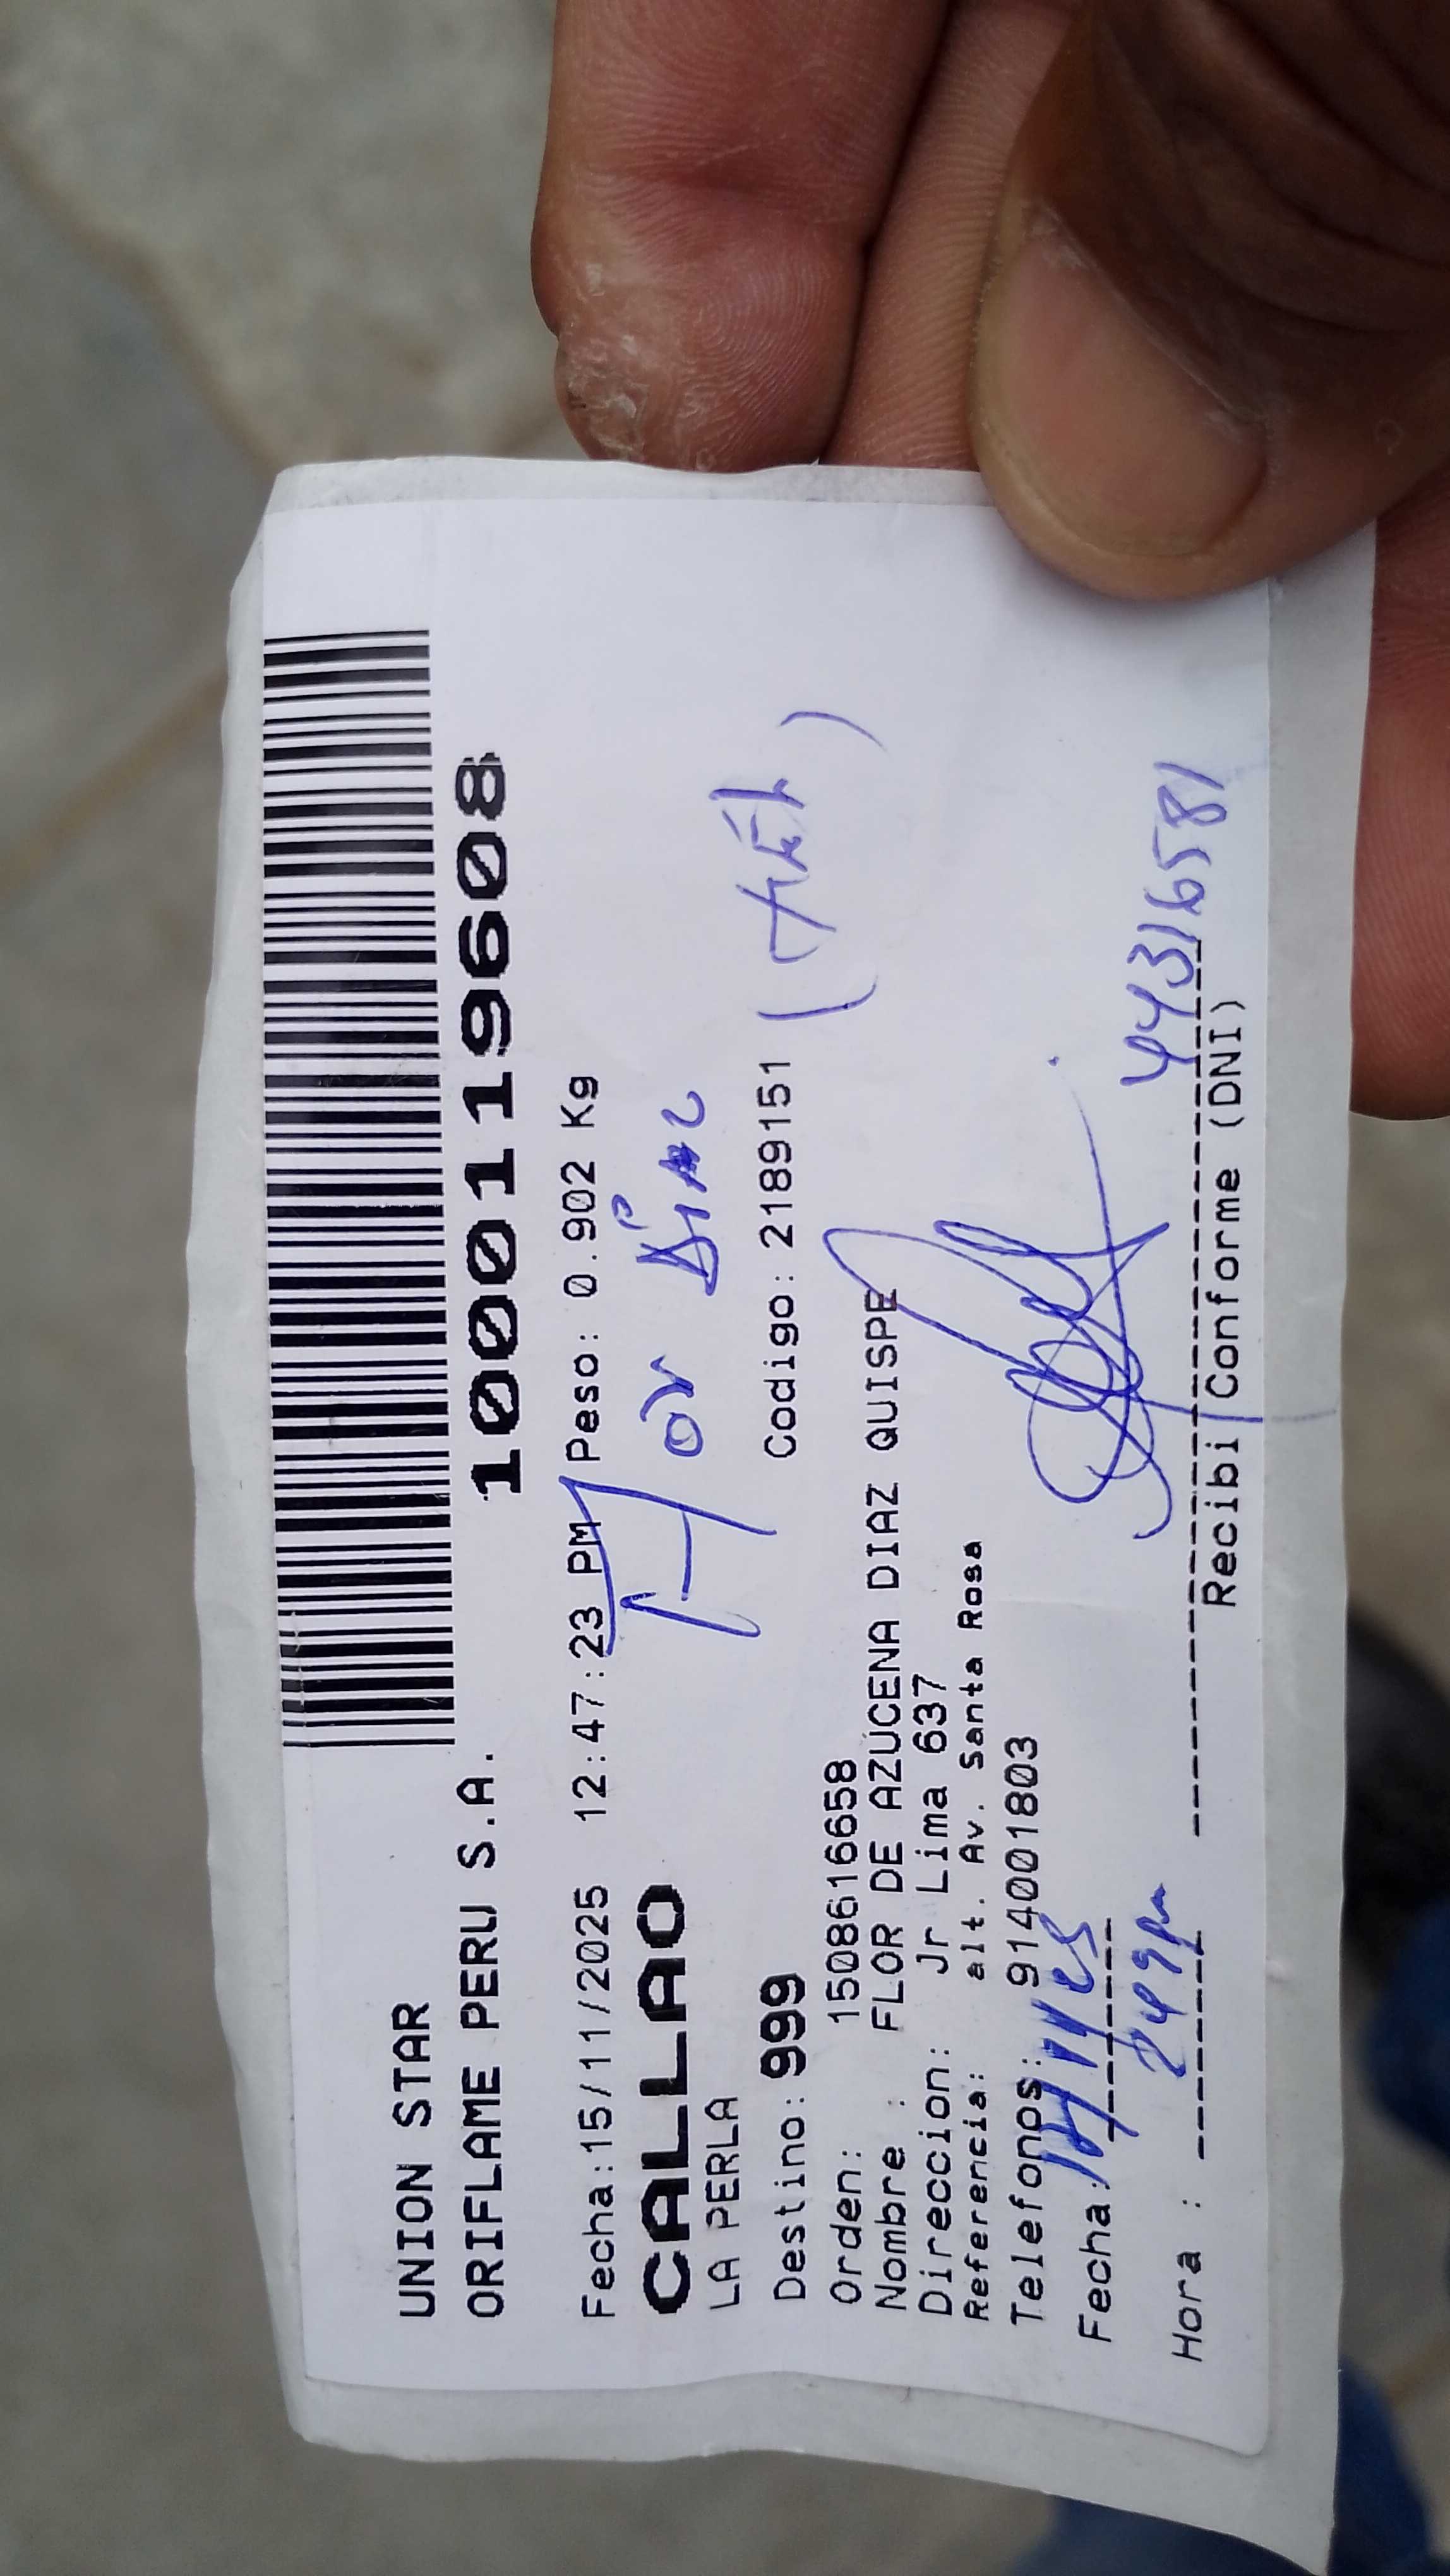 UNION STAR
ORIFLAME PERU S.A.
100119608
Fecha:15/11/2025 12:47:23 PM Peso: 0.902 Kg
CALLAO
LA PERLA
Destino: 999 Codigo: 2189151
Orden: 1508616658
Nombre : FLOR DE AZUCENA DIAZ QUISPE
Direccion: Jr Lima 637
Referencia: alt. Av. Santa Rosa
Telefonos: 914001803
Fecha:
Hora : 249pm
44316581
Recibi Conforme (DNI)